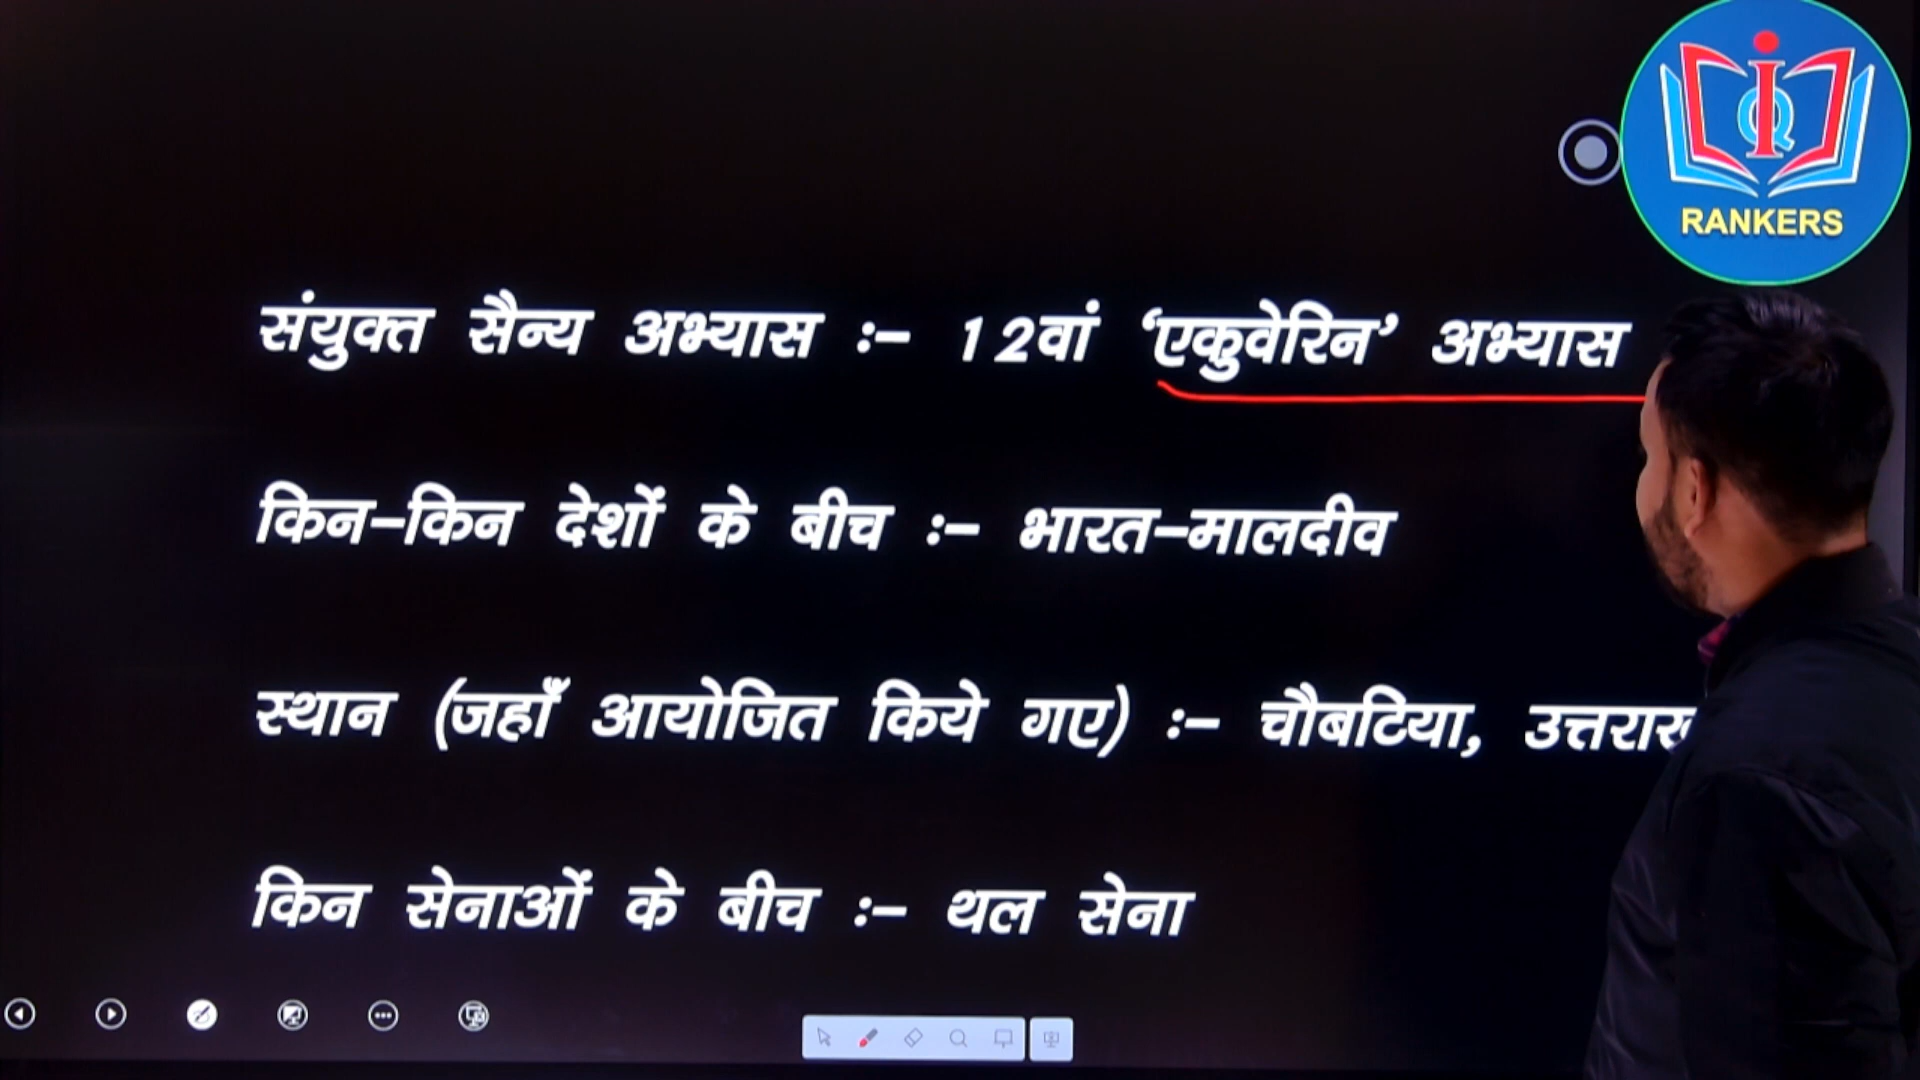 RANKERS
संयुक्त सैन्य अभ्यास :- 12वां ‘एकुवेरिन’ अभ्यास
किन-किन देशों के बीच :- भारत-मालदीव
स्थान (जहाँ आयोजित किये गए) :- चौबटिया,
किन सेनाओं के बीच :- थल सेना